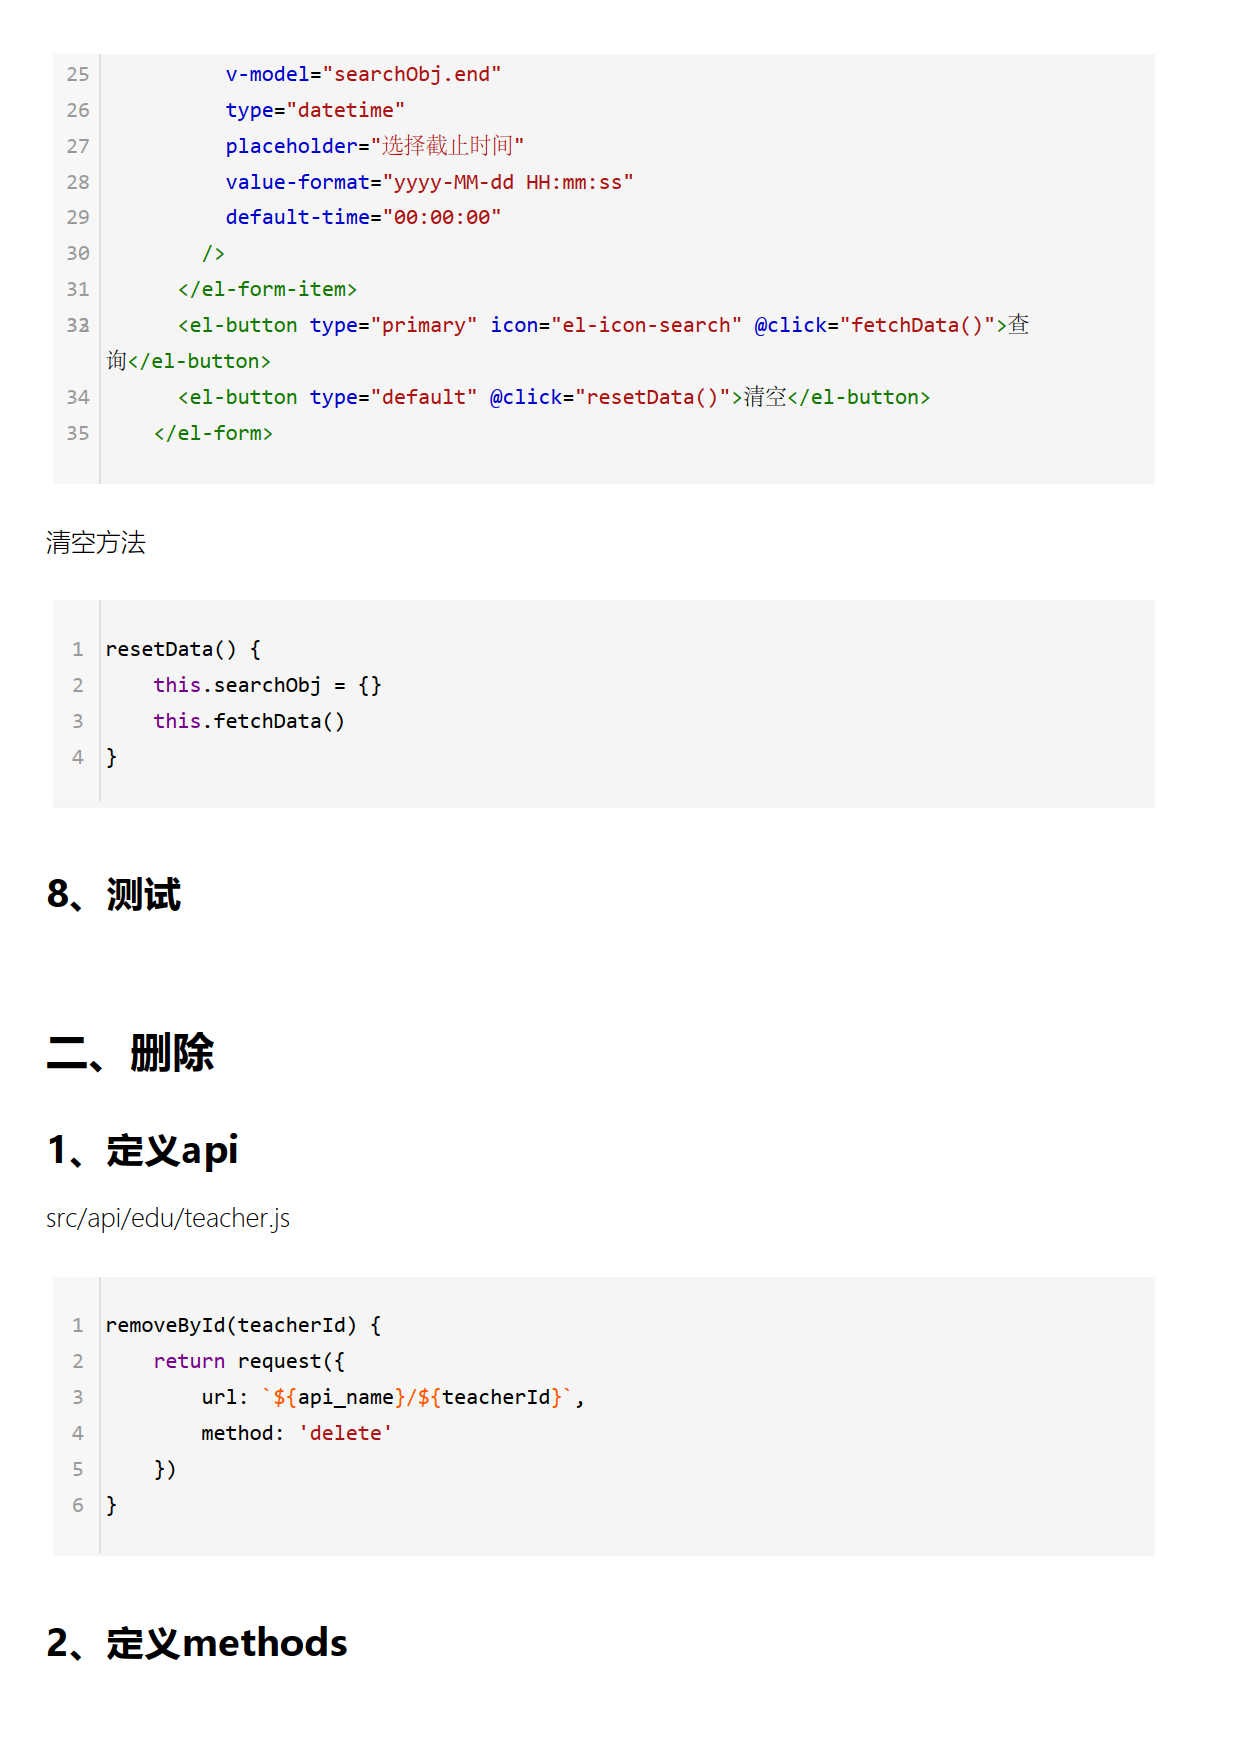 25 v-model="searchObj.end"
26 type="datetime"
27 placeholder="选择截止时间"
28 value-format="yyyy-MM-dd HH:mm:ss"
29 default-time="00:00:00"
30 />
31 </el-form-item>
33 <el-button type="primary" icon="el-icon-search" @click="fetchData()">查
询</el-button>
34 <el-button type="default" @click="resetData()">清空</el-button>
35 </el-form>
清空方法
1 resetData() {
2 this.searchObj = {}
3 this.fetchData()
4 }
8、测试
二、删除
1、定义api
src/api/edu/teacher.js
1 removeById(teacherId) {
2 return request({
3 url: `${api_name}/${teacherId}`,
4 method: 'delete'
5 })
6 }
2、定义methods